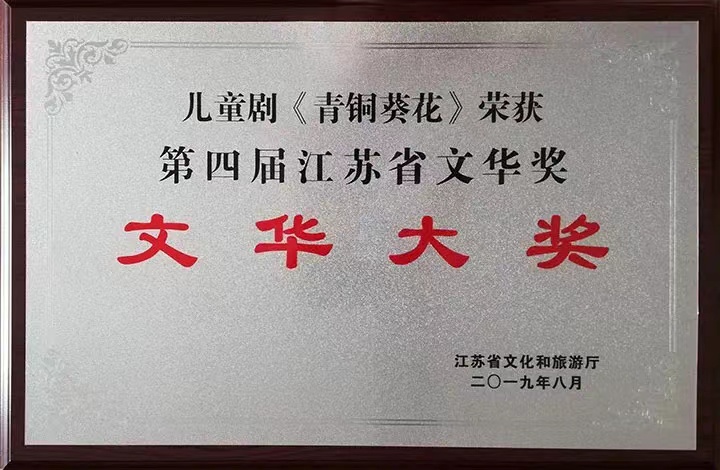 儿童剧《青铜葵花》荣获
第四届江苏省文华奖
文华大奖
江苏省文化和旅游厅
二〇一九年八月